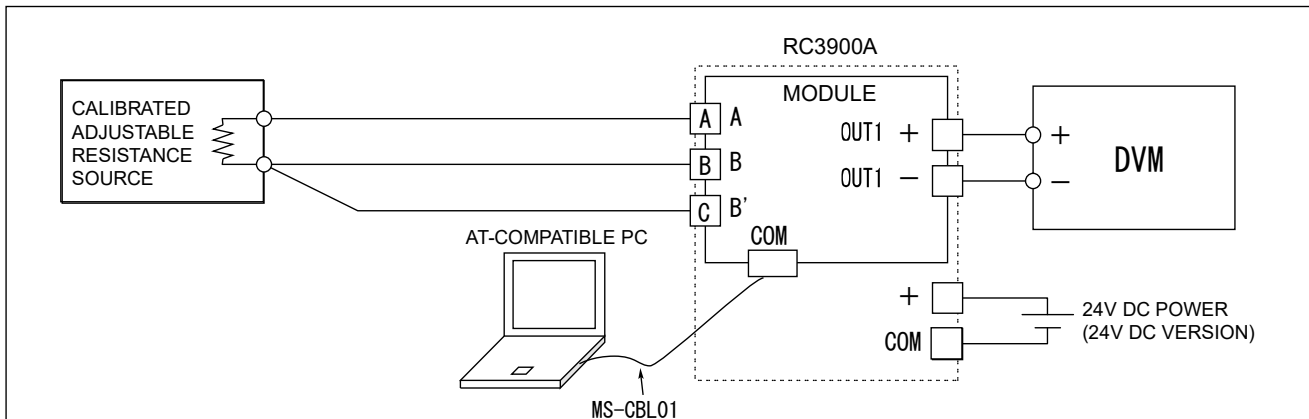 RC3900A
CALIBRATED
ADJUSTABLE
RESISTANCE
SOURCE
MODULE
A A
B B
C B'
OUT1 +
OUT1 −
+
−
DVM
AT-COMPATIBLE PC
COM
+
COM
24V DC POWER
(24V DC VERSION)
MS-CBL01